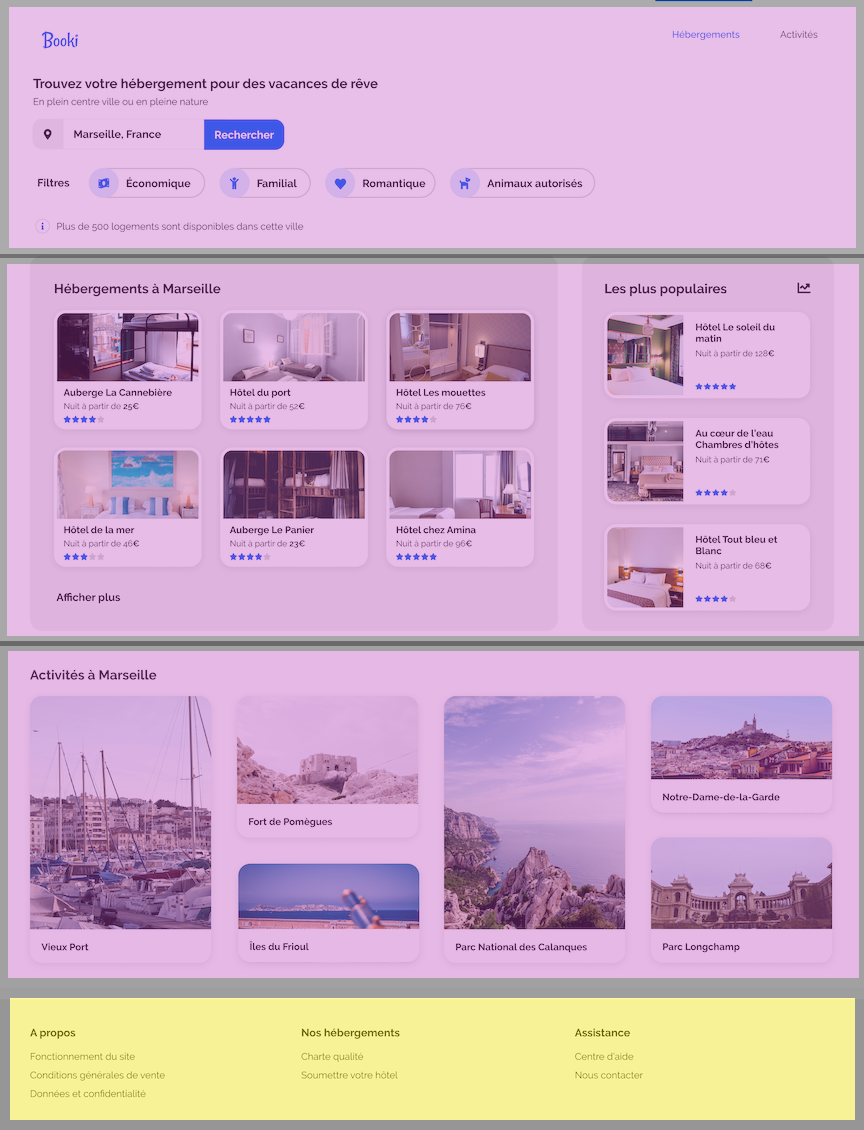 Booki
Hébergements
Activités
Trouvez votre hébergement pour des vacances de rêve
En plein centre ville ou en pleine nature
Marseille, France
Rechercher
Filtres
Économique
Familial
Romantique
Animaux autorisés
Plus de 500 logements sont disponibles dans cette ville
Hébergements à Marseille
Auberge La Cannebière
Nuit à partir de 25€
Hôtel du port
Nuit à partir de 52€
Hôtel Les mouettes
Nuit à partir de 76€
Hôtel de la mer
Nuit à partir de 46€
Auberge Le Panier
Nuit à partir de 23€
Hôtel chez Amina
Nuit à partir de 96€
Afficher plus
Les plus populaires
Hôtel Le soleil du
matin
Nuit à partir de 128€
Au cœur de l'eau
Chambres d'hôtes
Nuit à partir de 71€
Hôtel Tout bleu et
Blanc
Nuit à partir de 68€
Activités à Marseille
Vieux Port
Fort de Pomègues
Îles du Frioul
Parc National des Calanques
Notre-Dame-de-la-Garde
Parc Longchamp
A propos
Fonctionnement du site
Conditions générales de vente
Données et confidentialité
Nos hébergements
Charte qualité
Soumettre votre hôtel
Assistance
Centre d'aide
Nous contacter